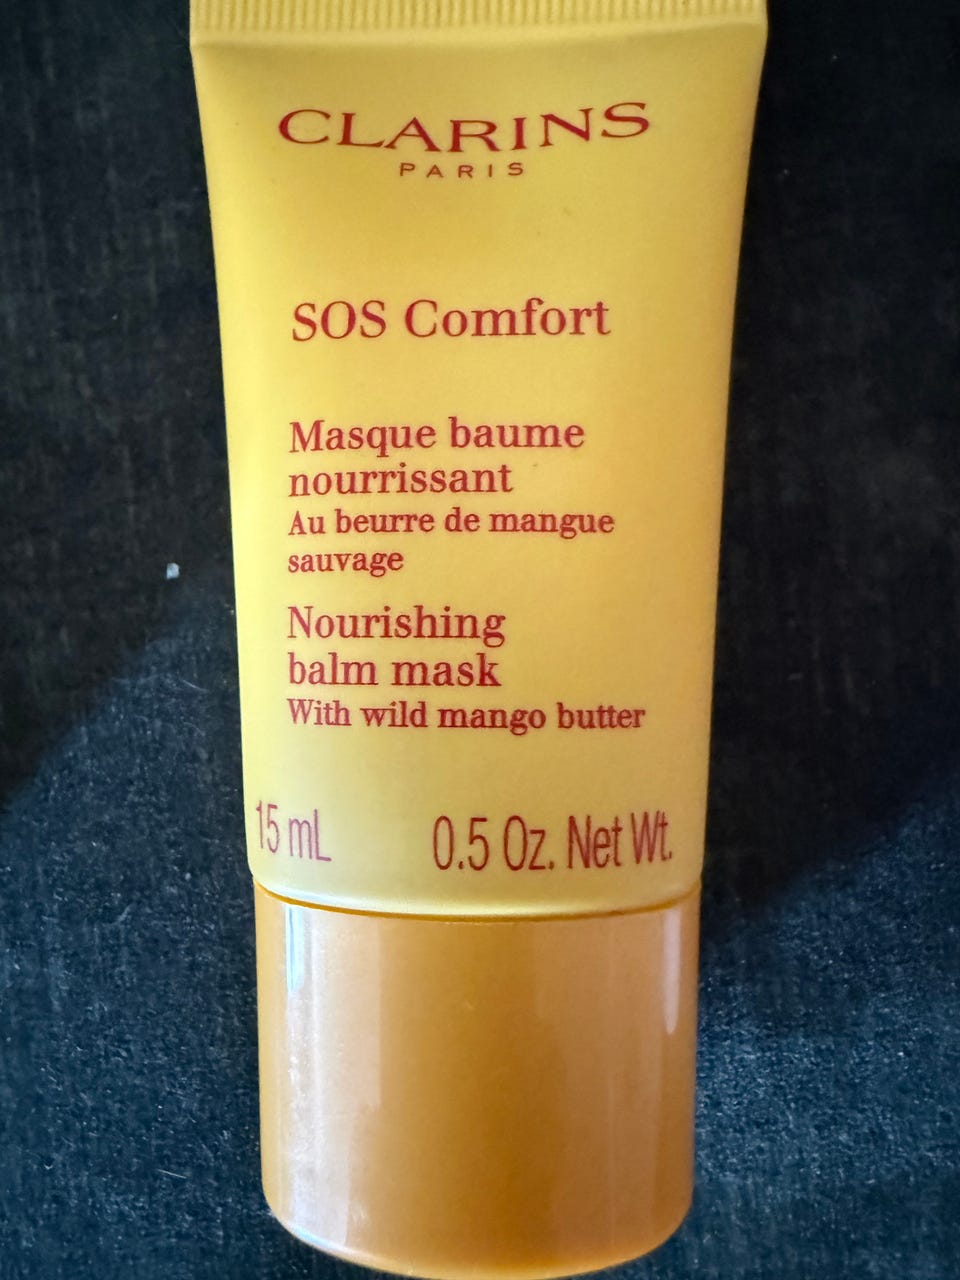 CLARINS
PARIS
SOS Comfort
Masque baume
nourrissant
Au beurre de mangue
sauvage
Nourishing
balm mask
With wild mango butter
15 mL 0.5 Oz. Net Wt.